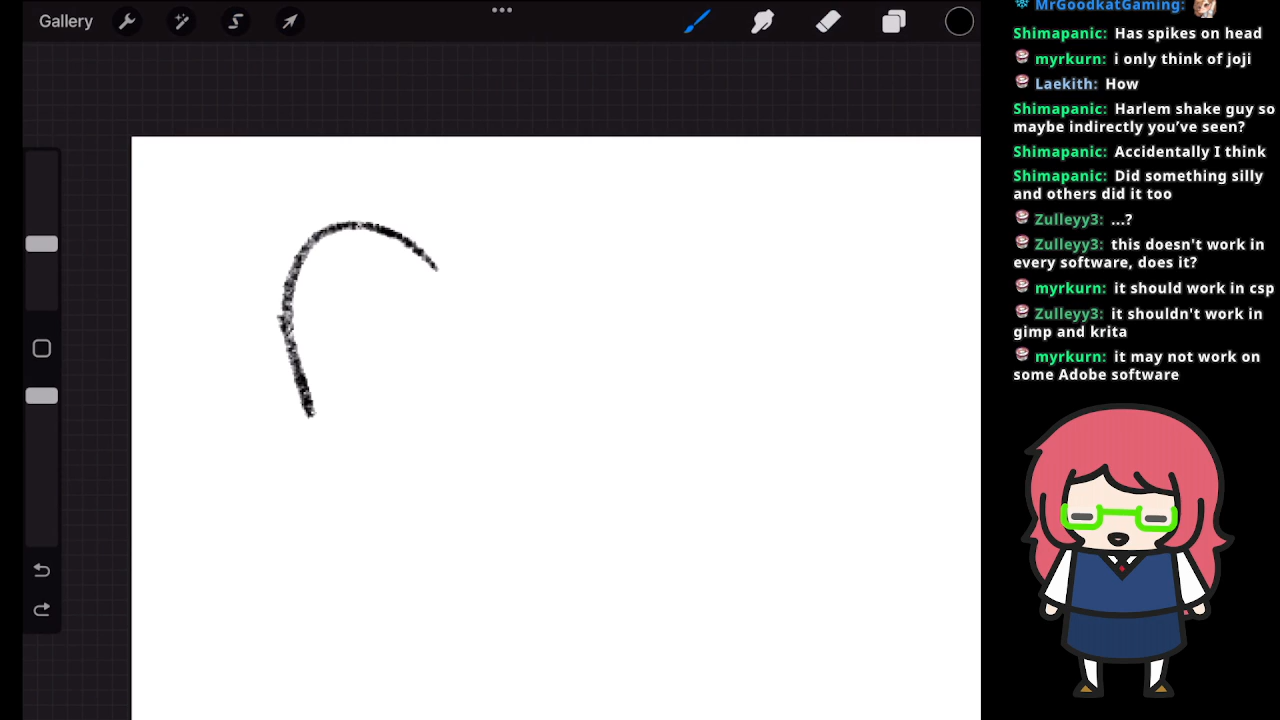 Gallery
MrGoodkatGaming:
Shimapanic: Has spikes on head
myrkurn: i only think of joji
Laekith: How
Shimapanic: Harlem shake guy so
maybe indirectly you've seen?
Shimapanic: Accidentally I think
Shimapanic: Did something silly
and others did it too
Zulleyy3: ...?
Zulleyy3: this doesn't work in
every software, does it?
myrkurn: it should work in csp
Zulleyy3: it shouldn't work in
gimp and krita
myrkurn: it may not work on
some Adobe software